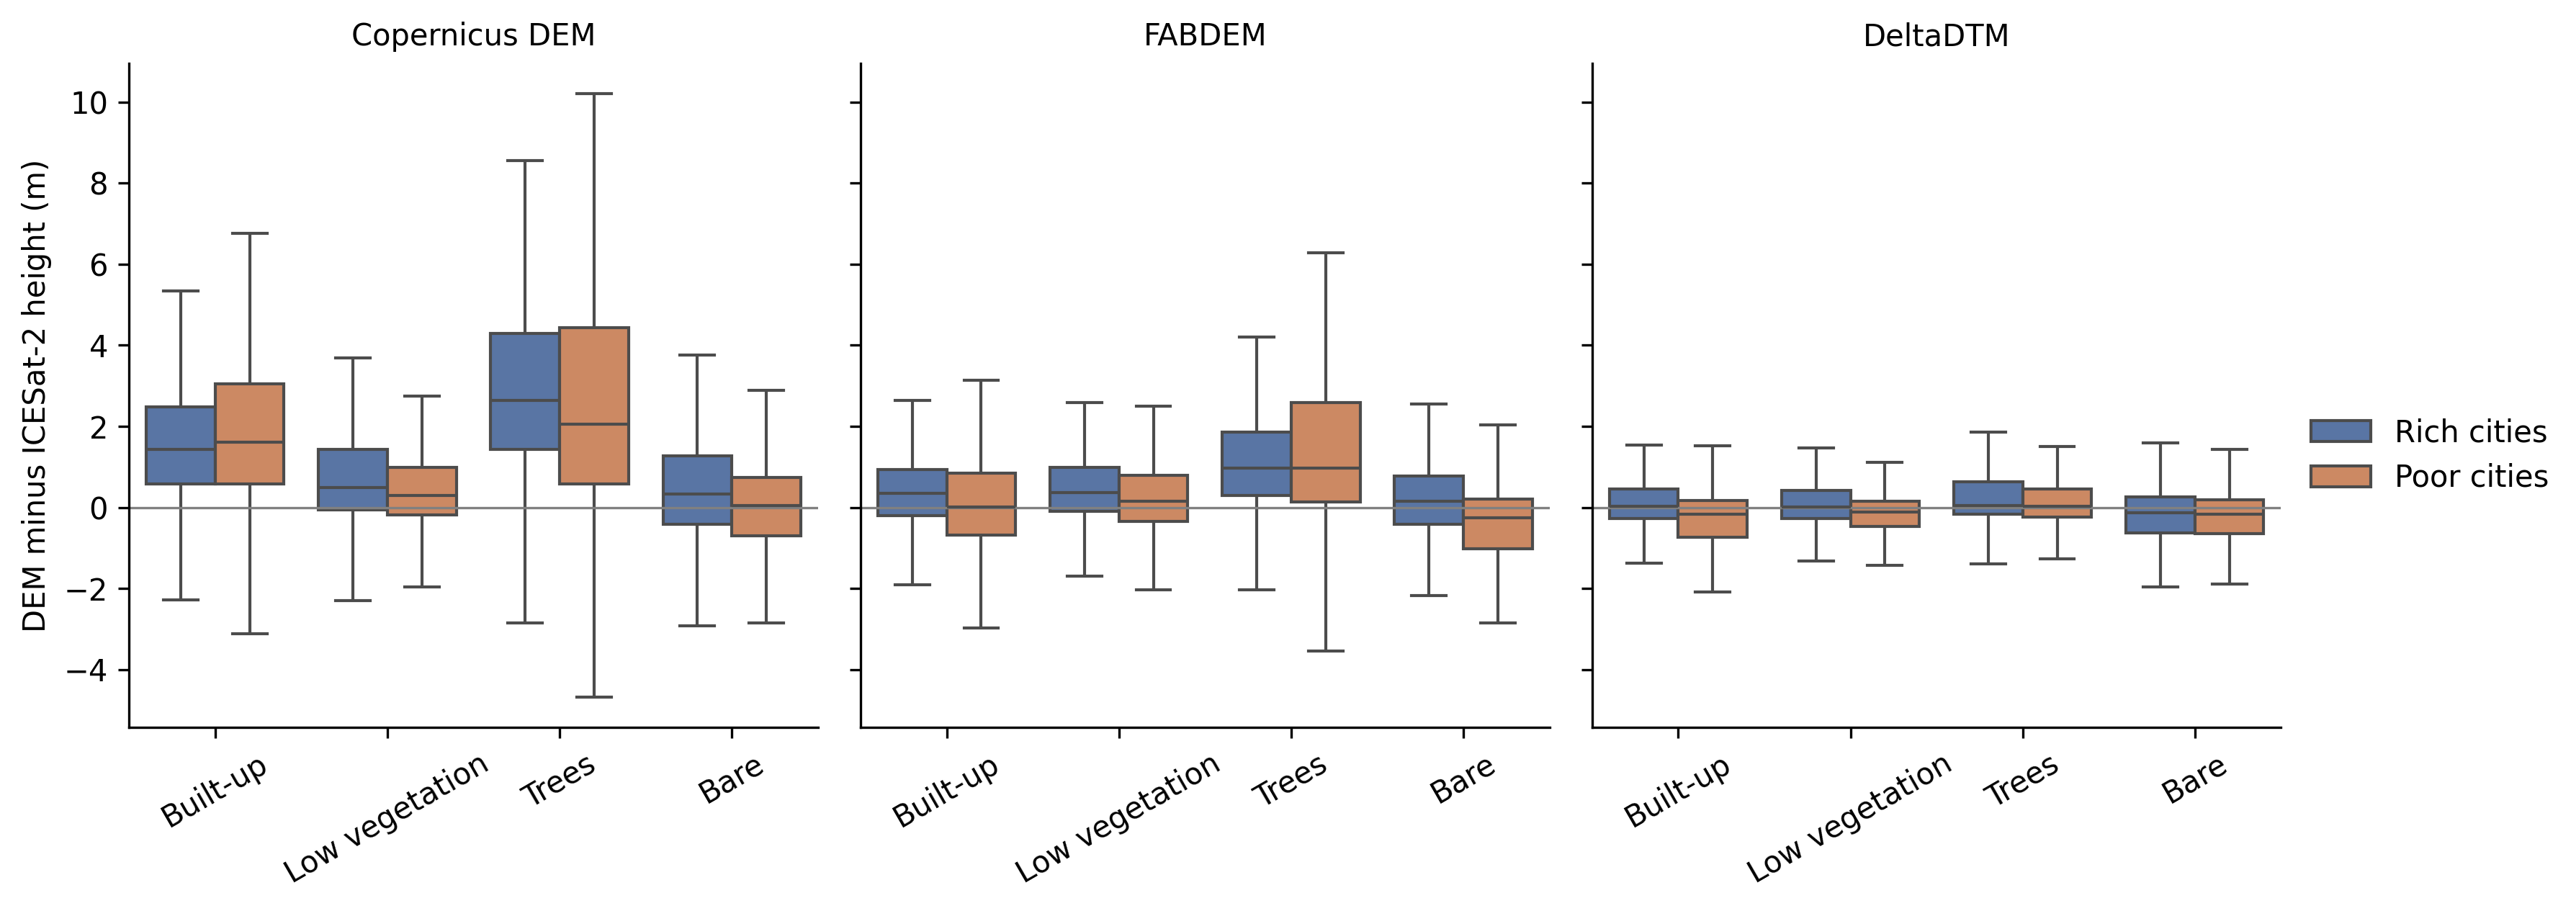 Copernicus DEM
FABDEM
DeltaDTM
DEM minus ICESat-2 height (m)
10
8
6
4
2
0
−2
−4
Built-up
Low vegetation
Trees
Bare
Built-up
Low vegetation
Trees
Bare
Built-up
Low vegetation
Trees
Bare
Rich cities
Poor cities